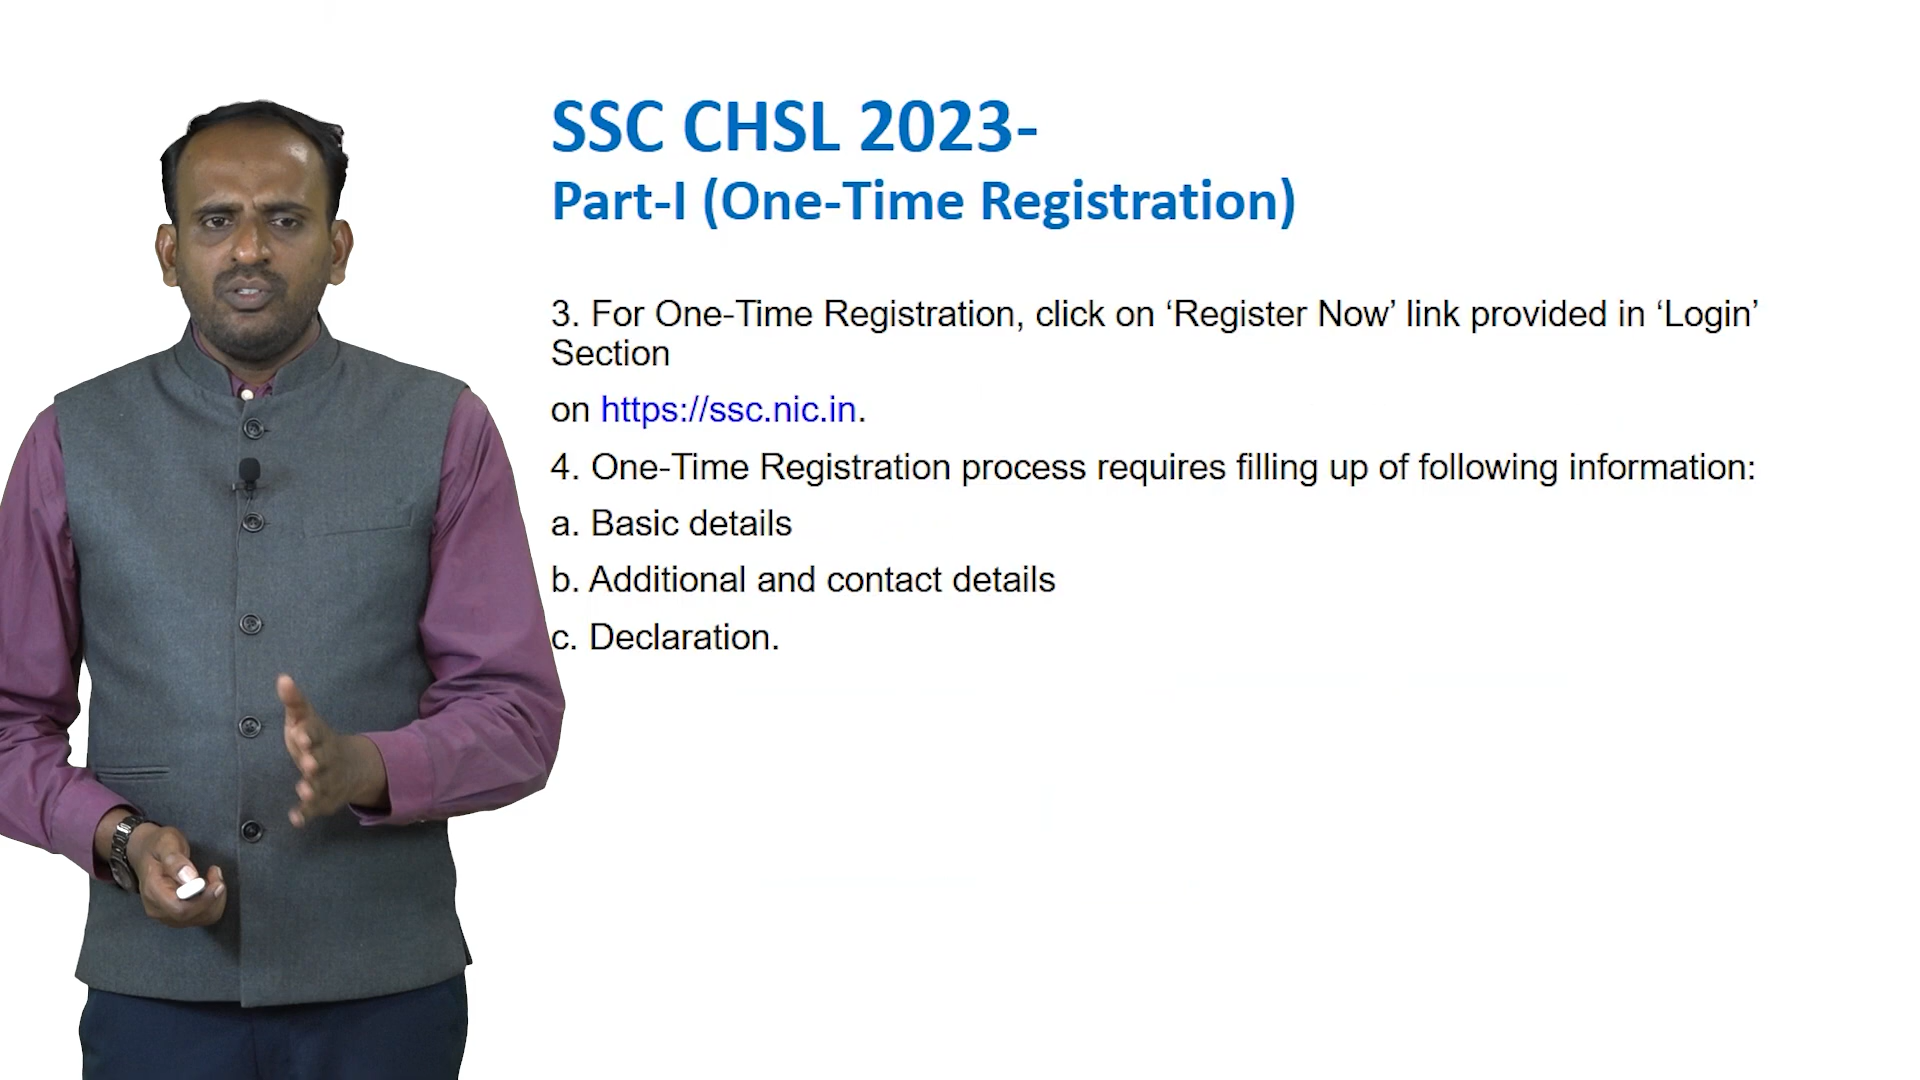 SSC CHSL 2023-
Part-I (One-Time Registration)
3. For One-Time Registration, click on ‘Register Now’ link provided in ‘Login’
Section
on https://ssc.nic.in.
4. One-Time Registration process requires filling up of following information:
a. Basic details
b. Additional and contact details
c. Declaration.